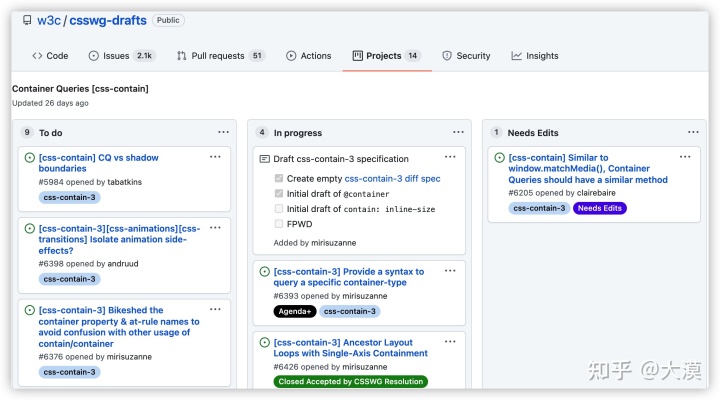 w3c / csswg-drafts Public
Code Issues 2.1k Pull requests 51 Actions Projects 14 Security Insights
Container Queries [css-contain]
Updated 26 days ago
9 To do
[css-contain] CQ vs shadow
boundaries
#5984 opened by tabatkins
css-contain-3
[css-contain-3][css-animations][css-
transitions] Isolate animation side-
effects?
#6398 opened by andruud
css-contain-3
[css-contain-3] Bikeshed the
container property & at-rule names to
avoid confusion with other usage of
contain/container
#6376 opened by mirisuzanne
css-contain-3
4 In progress
Draft css-contain-3 specification
Create empty css-contain-3 diff spec
Initial draft of @container
Initial draft of contain: inline-size
FPWD
Added by mirisuzanne
[css-contain-3] Provide a syntax to
query a specific container-type
#6393 opened by mirisuzanne
Agenda+ css-contain-3
[css-contain-3] Ancestor Layout
Loops with Single-Axis Containment
#6426 opened by mirisuzanne
Closed Accepted by CSSWG Resolution
1 Needs Edits
[css-contain] Similar to
window.matchMedia(), Container
Queries should have a similar method
#6205 opened by clairebaire
css-contain-3 Needs Edits
知乎 @大漠